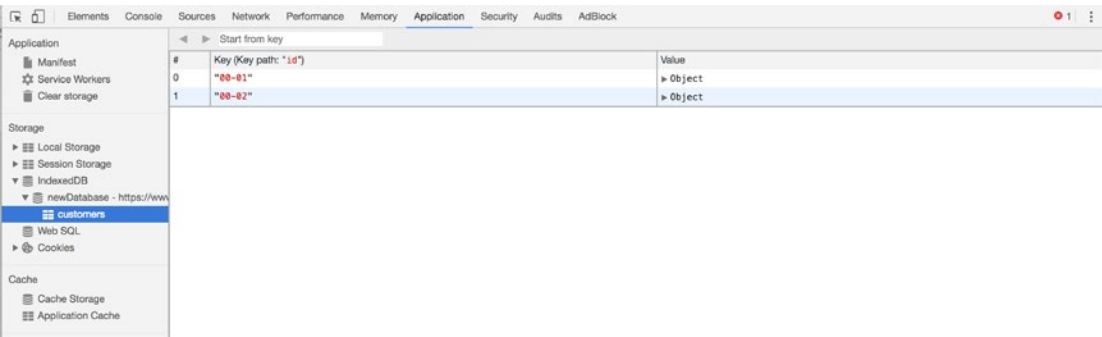 Elements Console Sources Network Performance Memory Application Security Audits AdBlock 1
Application
Manifest
Service Workers
Clear storage
Storage
Local Storage
Session Storage
IndexedDB
newDatabase - https://www
customers
Web SQL
Cookies
Cache
Cache Storage
Application Cache
Start from key
# Key (Key path: "id") Value
0 "00-01" Object
1 "00-02" Object